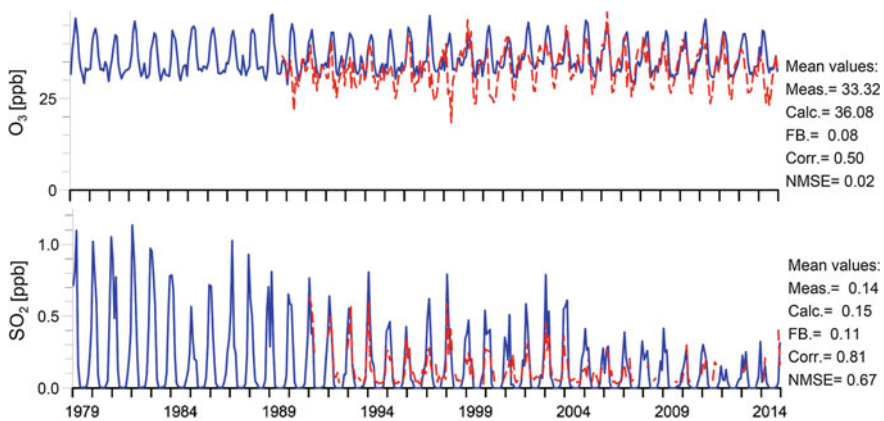 O3 [ppb]
25
0
Mean values:
Meas.= 33.32
Calc.= 36.08
FB.= 0.08
Corr.= 0.50
NMSE= 0.02
SO2 [ppb]
1.0
0.5
0.0
Mean values:
Meas.= 0.14
Calc.= 0.15
FB.= 0.11
Corr.= 0.81
NMSE= 0.67
1979 1984 1989 1994 1999 2004 2009 2014